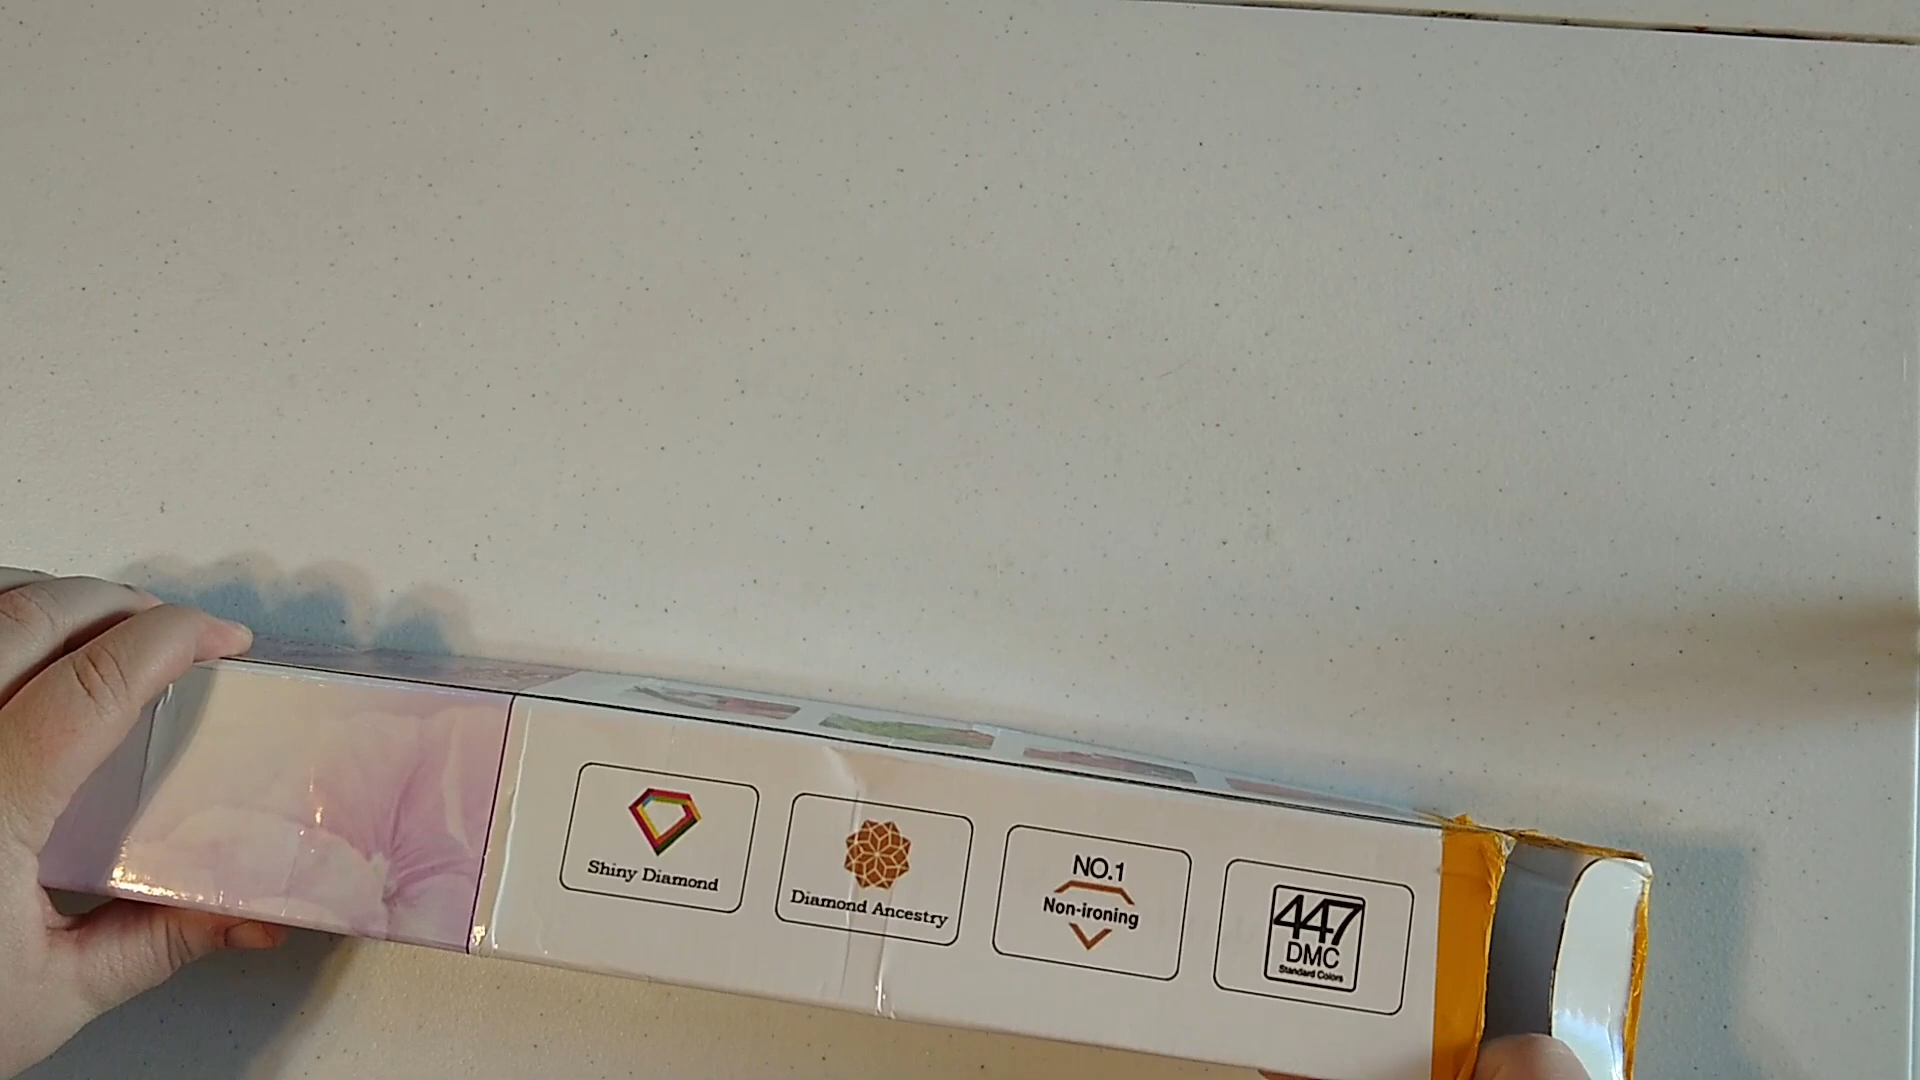 Shiny Diamond
Diamond Ancestry
NO.1
Non-ironing
447
DMC
Standard Colors